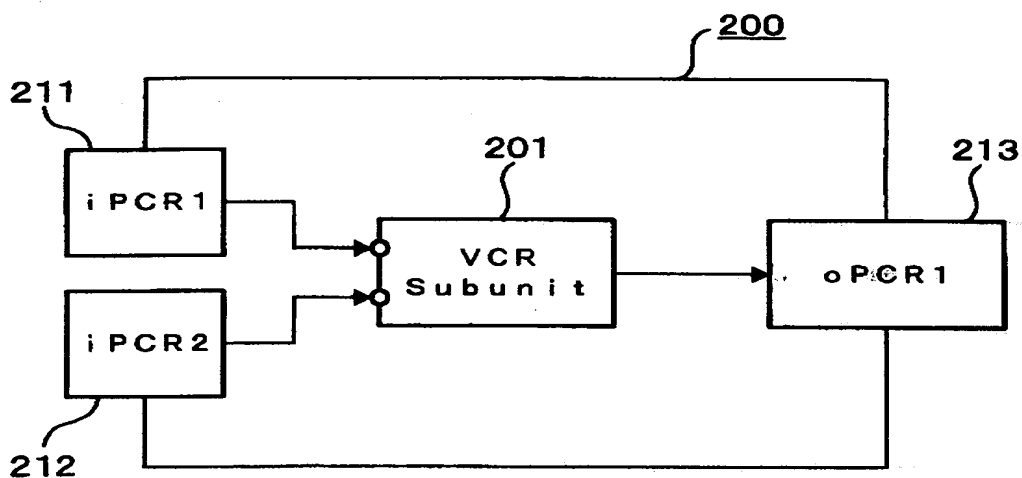 200
211
iPCR1
201
VCR
Subunit
213
oPCR1
iPCR2
212